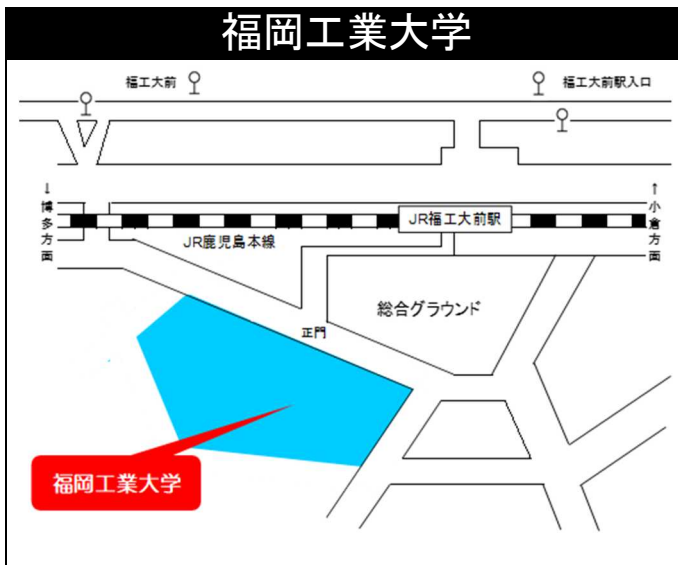 福岡工業大学
福工大前
福工大前駅入口
↓博多方面
↑小倉方面
JR福工大前駅
JR鹿児島本線
総合グラウンド
正門
福岡工業大学